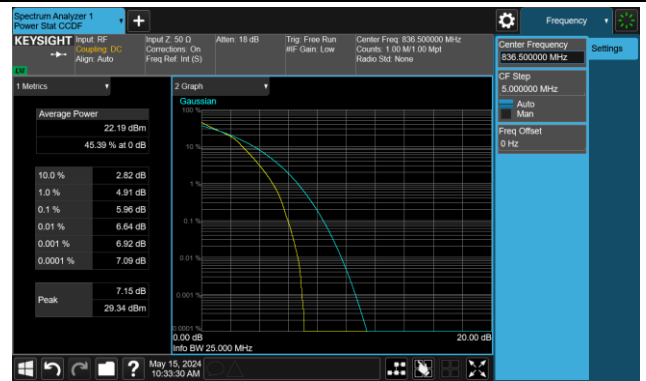 Spectrum Analyzer 1
Power Stat CCDF
Frequency
KEYSIGHT
Input: RF
Coupling: DC
Align: Auto
Input Z: 50 Ω
Corrections: On
Freq Ref: Int (S)
Atten: 18 dB
Trig: Free Run
#IF Gain: Low
Center Freq: 836.500000 MHz
Counts: 1.00 M/1.00 Mpt
Radio Std: None
LW
Center Frequency
836.500000 MHz
Settings
CF Step
5.000000 MHz
Auto
Man
Freq Offset
0 Hz
1 Metrics
Average Power
22.19 dBm
45.39 % at 0 dB
10.0 % 2.82 dB
1.0 % 4.91 dB
0.1 % 5.96 dB
0.01 % 6.64 dB
0.001 % 6.92 dB
0.0001 % 7.09 dB
Peak
7.15 dB
29.34 dBm
2 Graph
Gaussian
100 %
10 %
1 %
0.1 %
0.01 %
0.001 %
0.0001 %
0.00 dB
20.00 dB
Info BW 25.000 MHz
?
May 15, 2024
10:33:30 AM